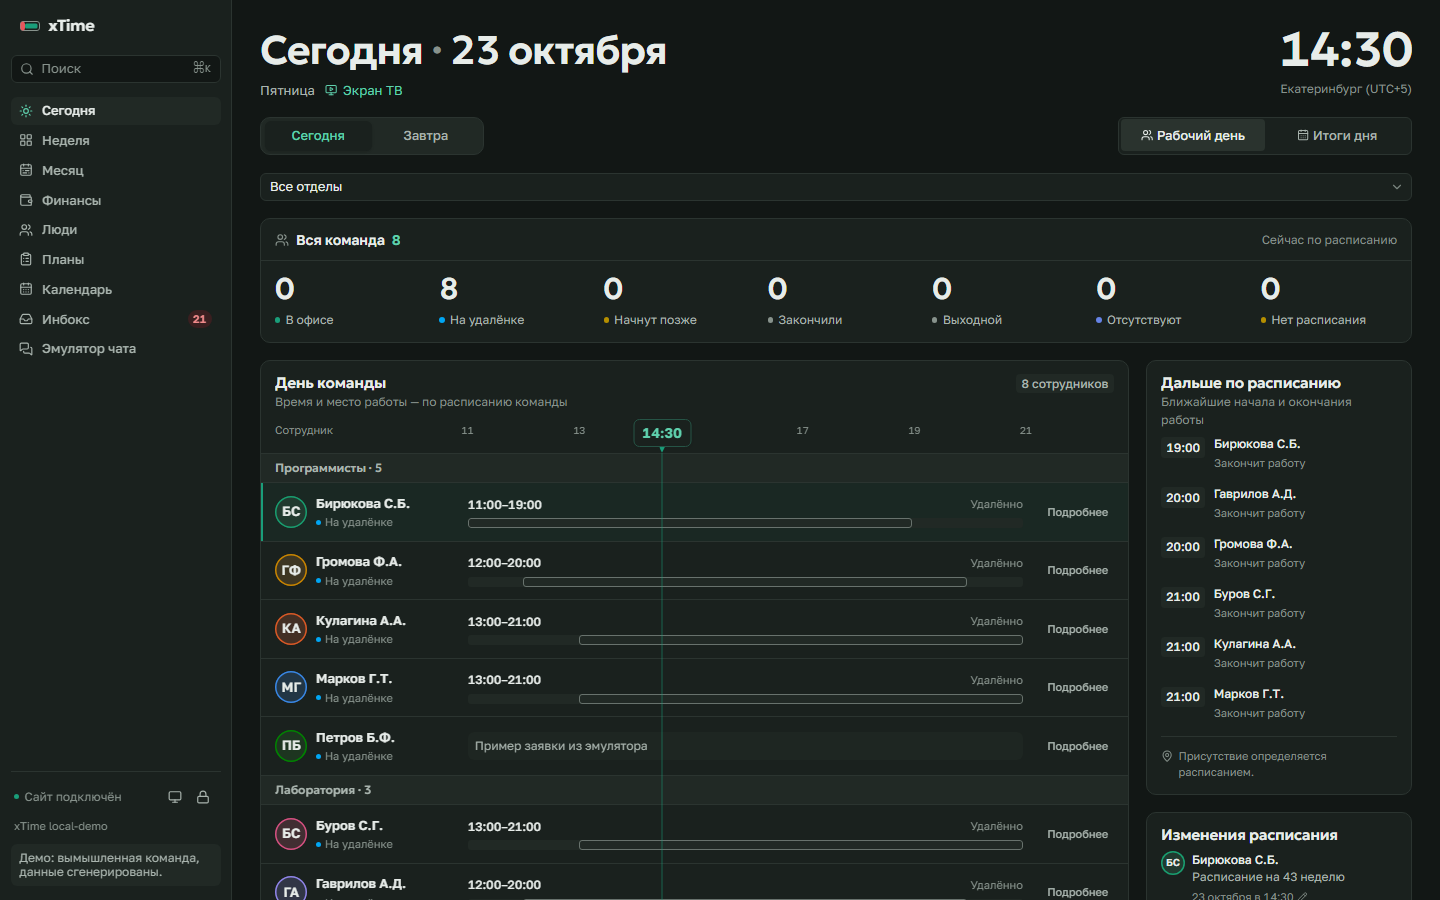 xTime
Поиск
⌘K
Сегодня
Неделя
Месяц
Финансы
Люди
Планы
Календарь
Инбокс 21
Эмулятор чата
Сайт подключён
xTime local-demo
Демо: вымышленная команда,
данные сгенерированы.
Сегодня • 23 октября
Пятница Экран ТВ
14:30
Екатеринбург (UTC+5)
Сегодня Завтра
Рабочий день Итоги дня
Все отделы
Вся команда 8
Сейчас по расписанию
0 8 0 0 0 0 0
В офисе На удалёнке Начнут позже Закончили Выходной Отсутствуют Нет расписания
День команды
8 сотрудников
Время и место работы — по расписанию команды
Сотрудник 11 13 14:30 17 19 21
Программисты · 5
БС Бирюкова С.Б. 11:00–19:00 Удалённо Подробнее
На удалёнке
ГФ Громова Ф.А. 12:00–20:00 Удалённо Подробнее
На удалёнке
КА Кулагина А.А. 13:00–21:00 Удалённо Подробнее
На удалёнке
МГ Марков Г.Т. 13:00–21:00 Удалённо Подробнее
На удалёнке
ПБ Петров Б.Ф. Пример заявки из эмулятора Подробнее
На удалёнке
Лаборатория · 3
БС Буров С.Г. 13:00–21:00 Удалённо Подробнее
На удалёнке
ГА Гаврилов А.Д. 12:00–20:00 Удалённо Подробнее
Дальше по расписанию
Ближайшие начала и окончания
работы
19:00 Бирюкова С.Б.
Закончит работу
20:00 Гаврилов А.Д.
Закончит работу
20:00 Громова Ф.А.
Закончит работу
21:00 Буров С.Г.
Закончит работу
21:00 Кулагина А.А.
Закончит работу
21:00 Марков Г.Т.
Закончит работу
Присутствие определяется
расписанием.
Изменения расписания
БС Бирюкова С.Б.
Расписание на 43 неделю
23 октября в 14:30